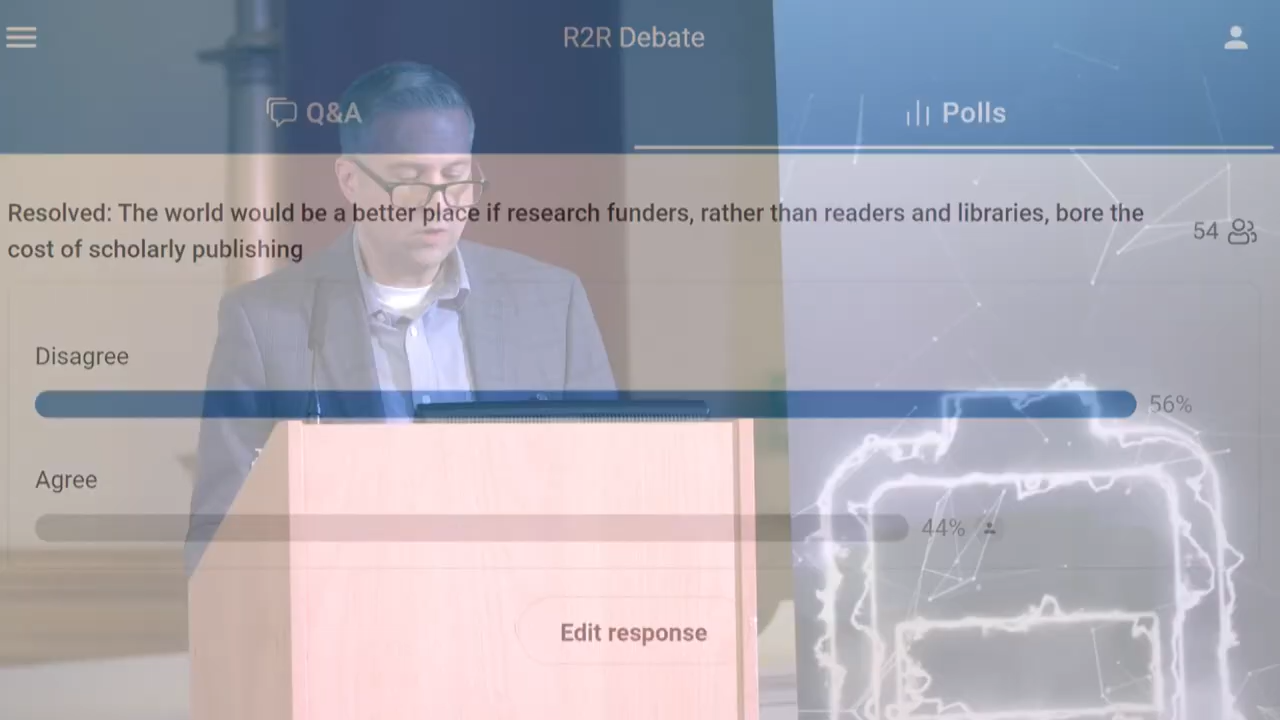 R2R Debate
Q&A
Polls
Resolved: The world would be a better place if research funders, rather than readers and libraries, bore the
cost of scholarly publishing
54
Disagree
56%
Agree
44%
Edit response